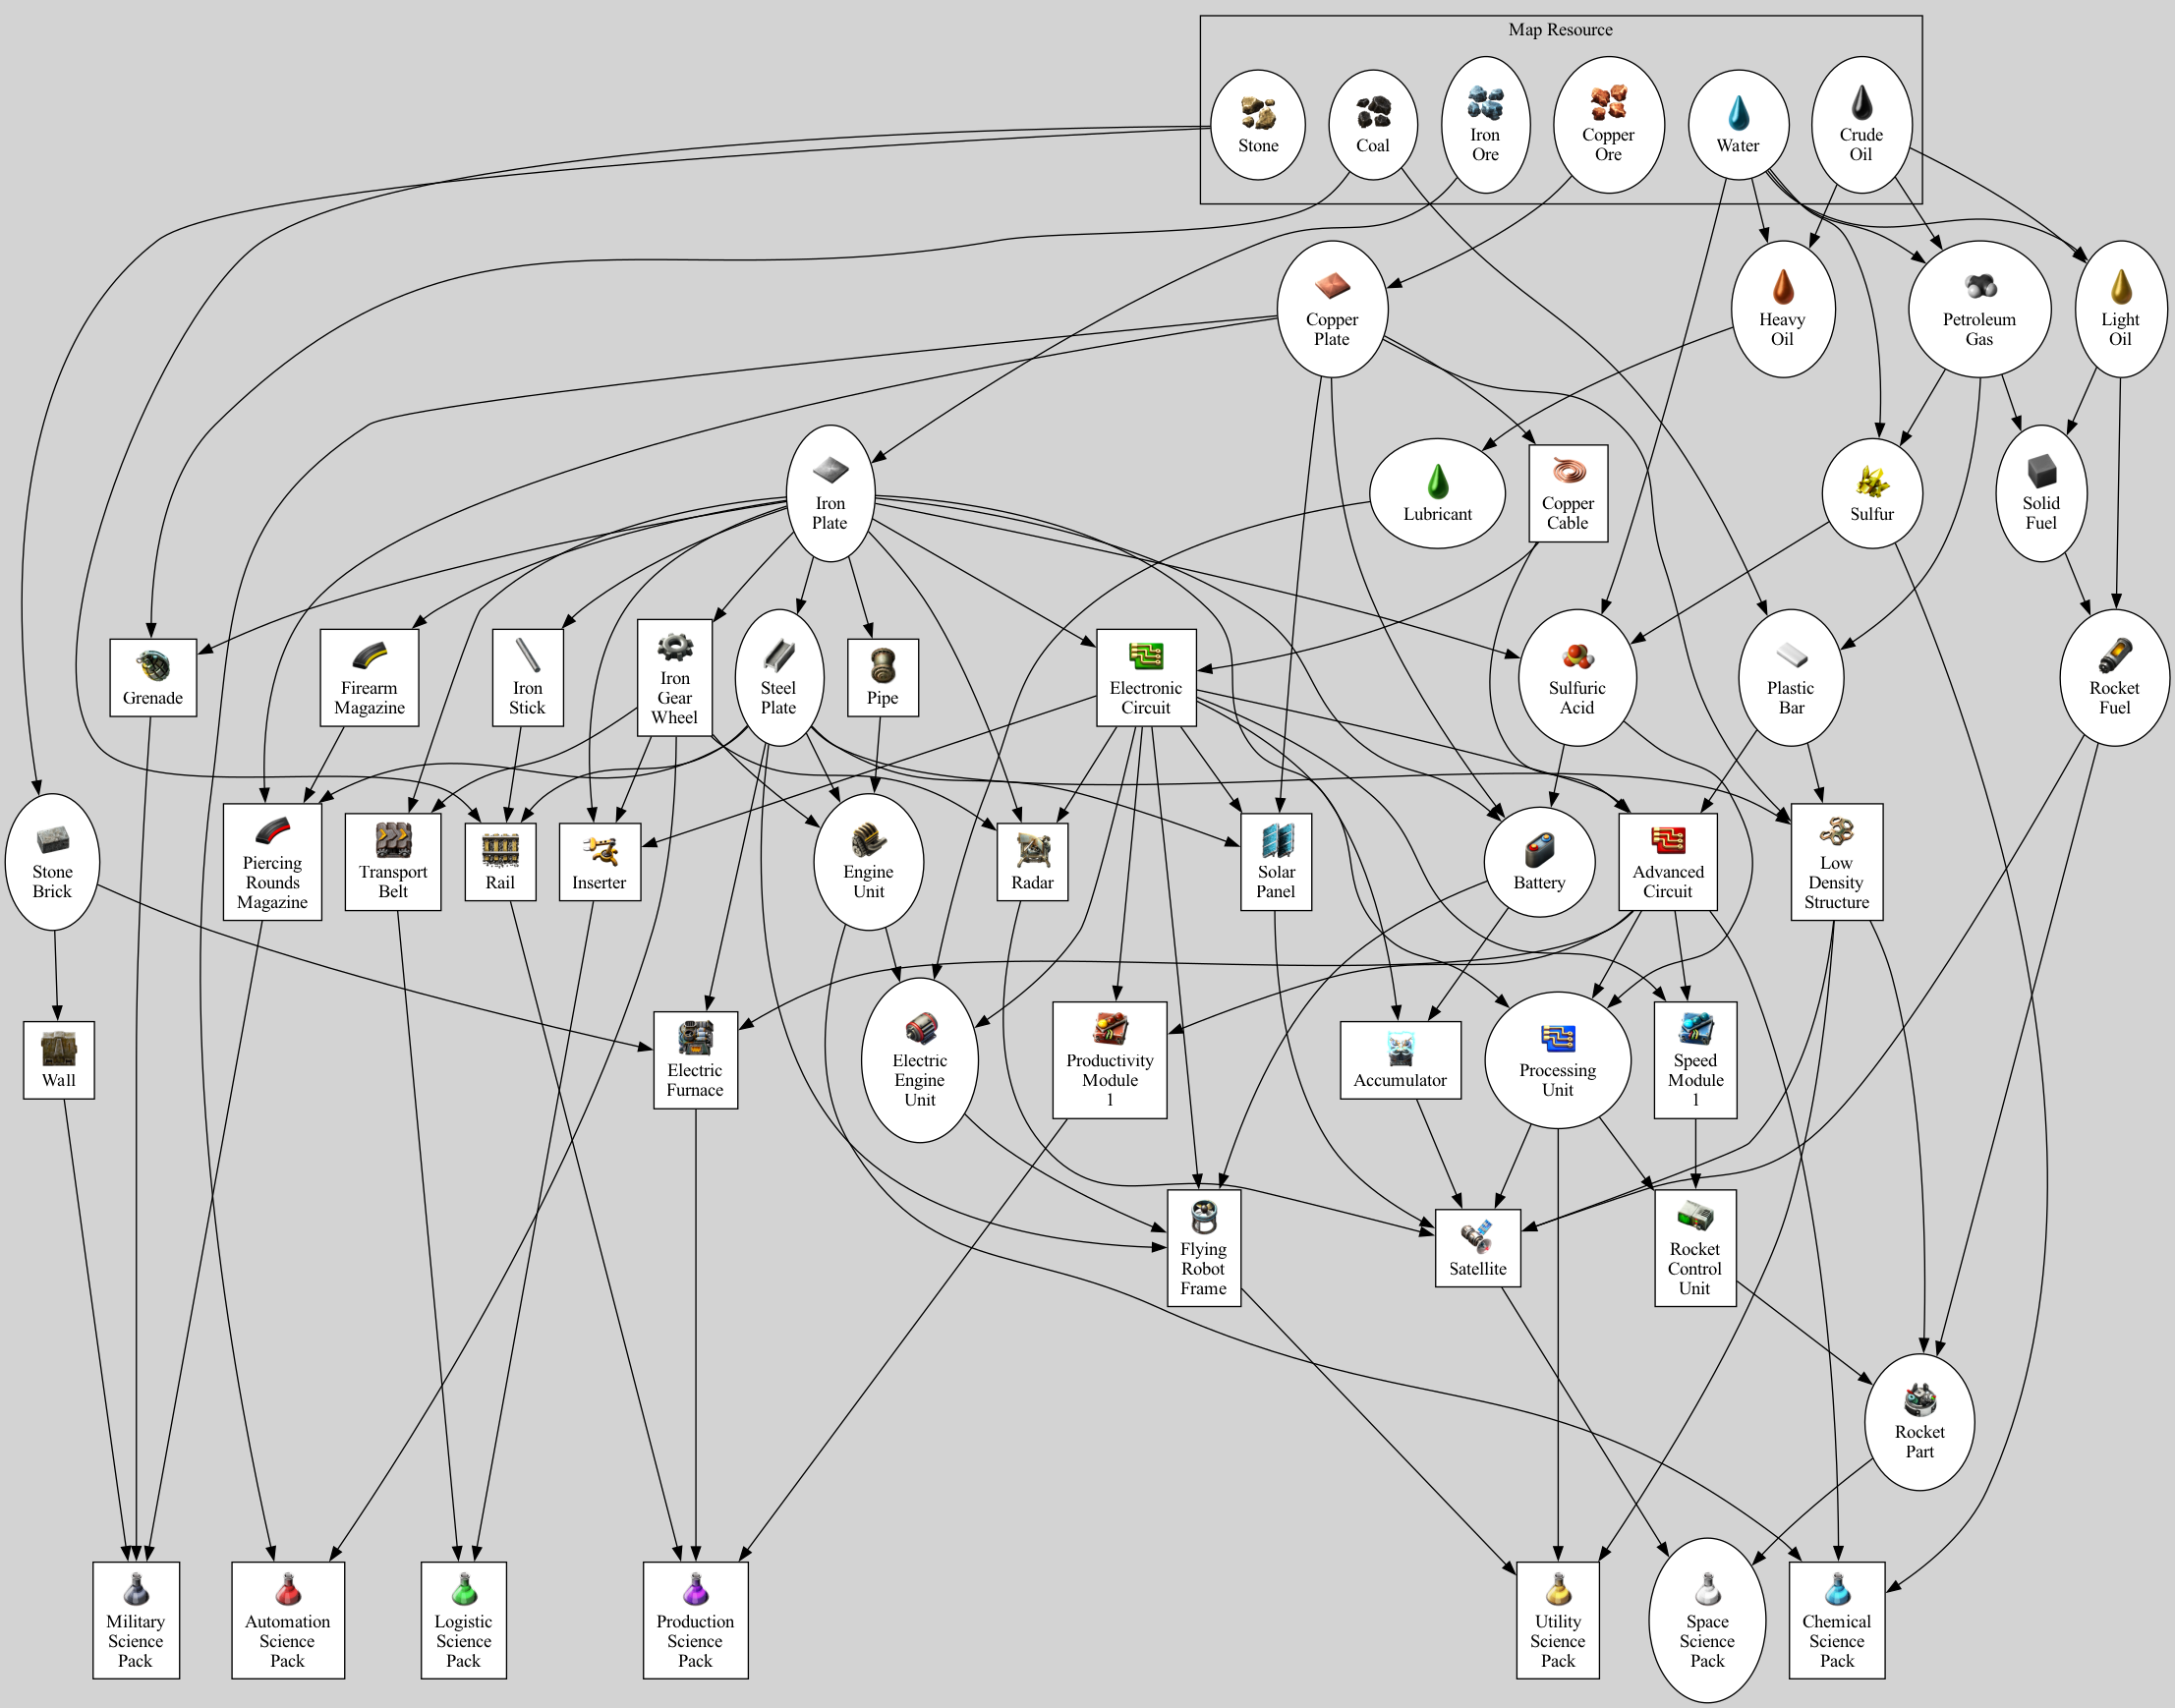 Map Resource
Stone
Coal
Iron
Ore
Copper
Ore
Water
Crude
Oil
Copper
Plate
Heavy
Oil
Petroleum
Gas
Light
Oil
Iron
Plate
Lubricant
Copper
Cable
Sulfur
Solid
Fuel
Grenade
Firearm
Magazine
Iron
Stick
Iron
Gear
Wheel
Steel
Plate
Pipe
Electronic
Circuit
Sulfuric
Acid
Plastic
Bar
Rocket
Fuel
Stone
Brick
Piercing
Rounds
Magazine
Transport
Belt
Rail
Inserter
Engine
Unit
Radar
Solar
Panel
Battery
Advanced
Circuit
Low
Density
Structure
Wall
Electric
Furnace
Electric
Engine
Unit
Productivity
Module
1
Accumulator
Processing
Unit
Speed
Module
1
Flying
Robot
Frame
Satellite
Rocket
Control
Unit
Rocket
Part
Military
Science
Pack
Automation
Science
Pack
Logistic
Science
Pack
Production
Science
Pack
Utility
Science
Pack
Space
Science
Pack
Chemical
Science
Pack